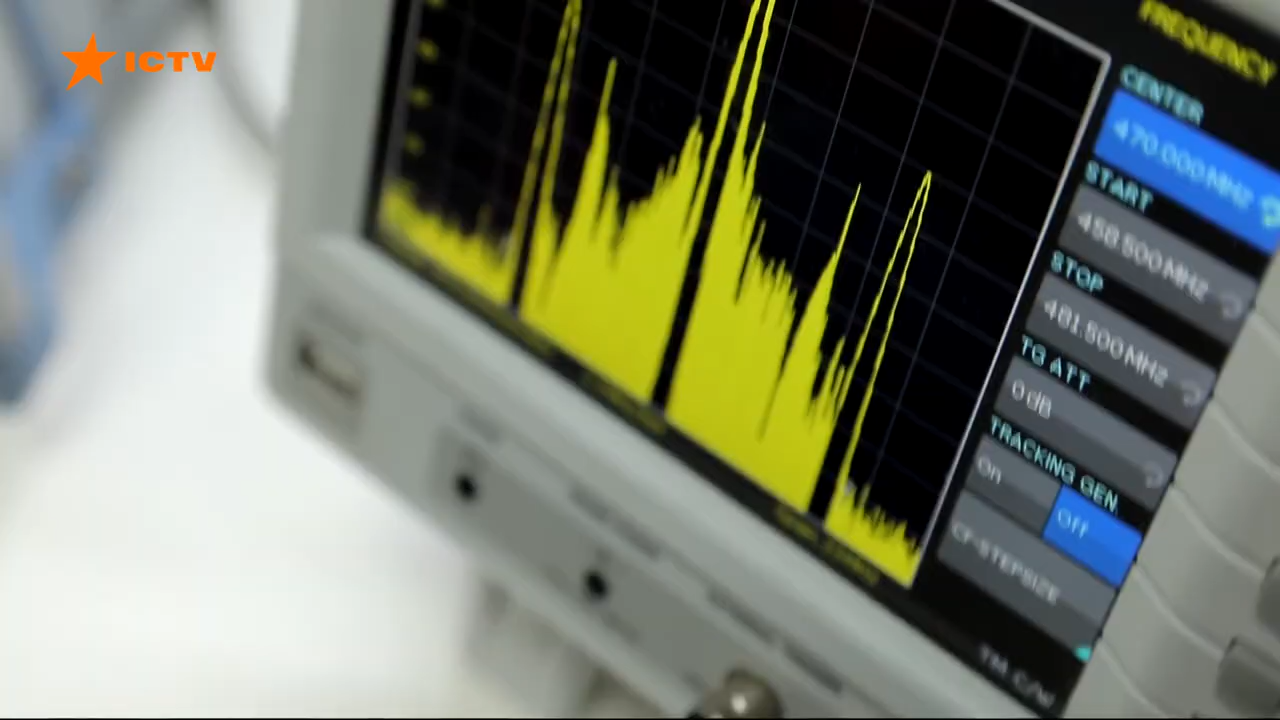 ICTV
FREQUENCY
CENTER
470.000 MHZ
START
458.500 MHZ
STOP
481.500 MHZ
TG ATT
0 dB
TRACKING GEN.
On
Off
CF-STEPSIZE